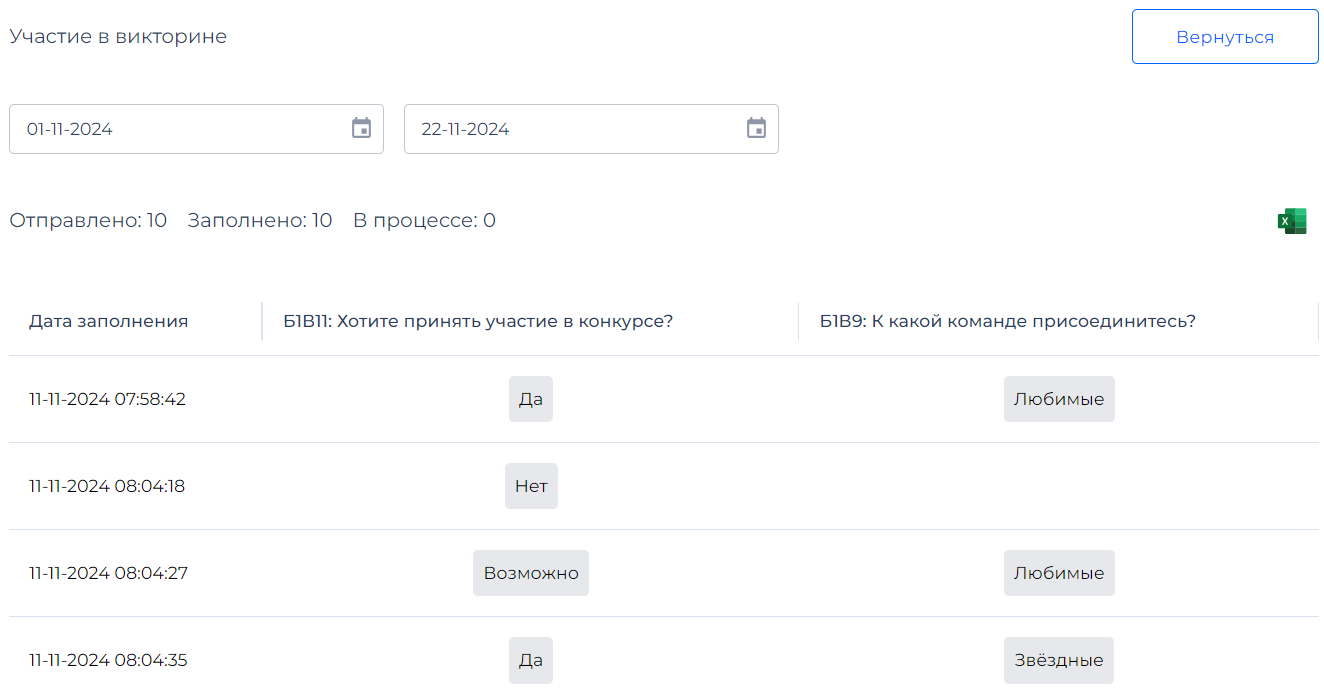 Участие в викторине
Вернуться
01-11-2024
22-11-2024
Отправлено: 10 Заполнено: 10 В процессе: 0
Дата заполнения Б1В11: Хотите принять участие в конкурсе? Б1В9: К какой команде присоединитесь?
11-11-2024 07:58:42 Да Любимые
11-11-2024 08:04:18 Нет
11-11-2024 08:04:27 Возможно Любимые
11-11-2024 08:04:35 Да Звёздные